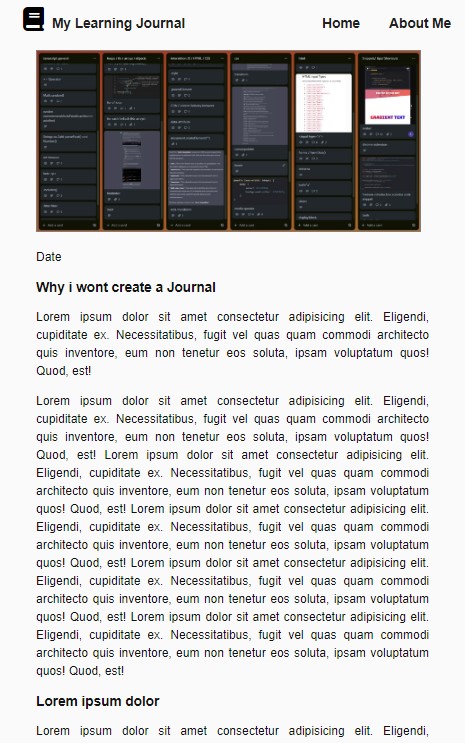 My Learning Journal
Home
About Me
GRADIENT TEXT
Date
Why i wont create a Journal
Lorem ipsum dolor sit amet consectetur adipisicing elit. Eligendi,
cupiditate ex. Necessitatibus, fugit vel quas quam commodi architecto
quis inventore, eum non tenetur eos soluta, ipsam voluptatum quos!
Quod, est!
Lorem ipsum dolor sit amet consectetur adipisicing elit. Eligendi,
cupiditate ex. Necessitatibus, fugit vel quas quam commodi architecto
quis inventore, eum non tenetur eos soluta, ipsam voluptatum quos!
Quod, est! Lorem ipsum dolor sit amet consectetur adipisicing elit.
Eligendi, cupiditate ex. Necessitatibus, fugit vel quas quam commodi
architecto quis inventore, eum non tenetur eos soluta, ipsam voluptatum
quos! Quod, est! Lorem ipsum dolor sit amet consectetur adipisicing elit.
Eligendi, cupiditate ex. Necessitatibus, fugit vel quas quam commodi
architecto quis inventore, eum non tenetur eos soluta, ipsam voluptatum
quos! Quod, est! Lorem ipsum dolor sit amet consectetur adipisicing elit.
Eligendi, cupiditate ex. Necessitatibus, fugit vel quas quam commodi
architecto quis inventore, eum non tenetur eos soluta, ipsam voluptatum
quos! Quod, est! Lorem ipsum dolor sit amet consectetur adipisicing elit.
Eligendi, cupiditate ex. Necessitatibus, fugit vel quas quam commodi
architecto quis inventore, eum non tenetur eos soluta, ipsam voluptatum
quos! Quod, est!
Lorem ipsum dolor
Lorem ipsum dolor sit amet consectetur adipisicing elit. Eligendi,